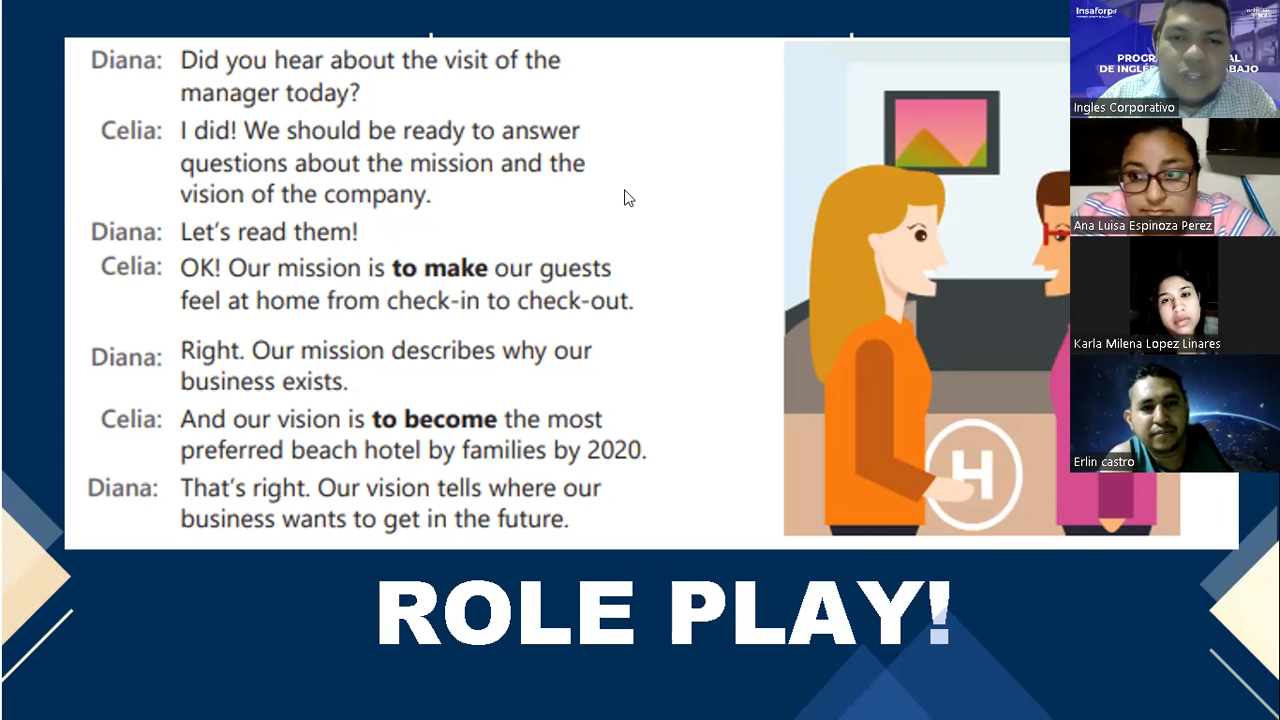 Diana: Did you hear about the visit of the
manager today?
Celia: I did! We should be ready to answer
questions about the mission and the
vision of the company.
Diana: Let's read them!
Celia: OK! Our mission is to make our guests
feel at home from check-in to check-out.
Diana: Right. Our mission describes why our
business exists.
Celia: And our vision is to become the most
preferred beach hotel by families by 2020.
Diana: That's right. Our vision tells where our
business wants to get in the future.
H
ROLE PLAY!
Insaforp
Ingles Corporativo
Ana Luisa Espinoza Perez
Karla Milena Lopez Linares
Erlin castro